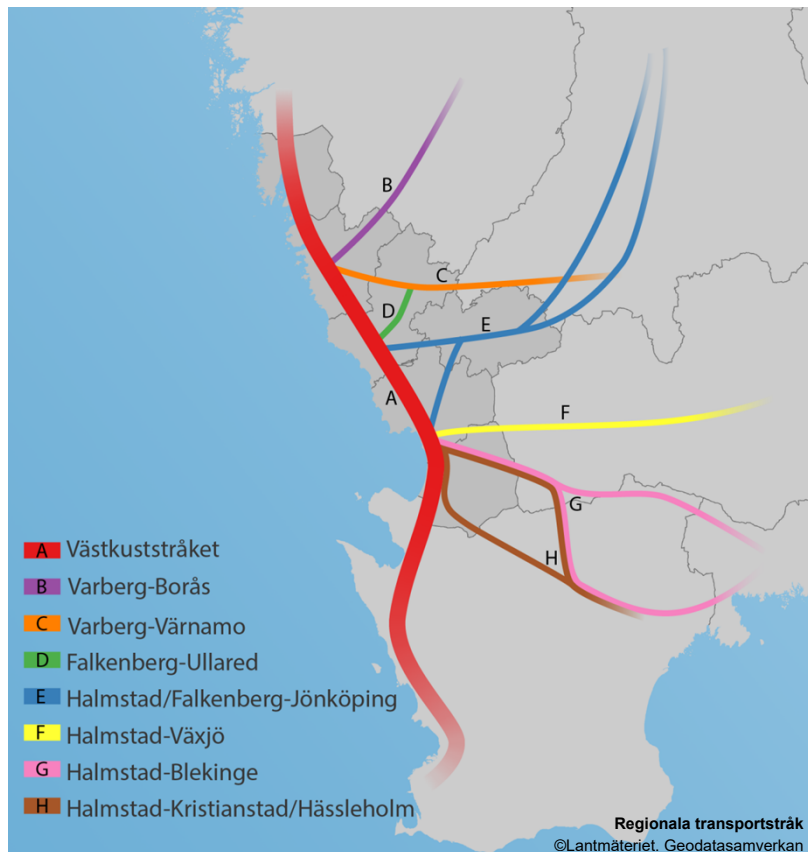 B
C
D
E
A
F
G
H
A Västkuststråket
B Varberg-Borås
C Varberg-Värnamo
D Falkenberg-Ullared
E Halmstad/Falkenberg-Jönköping
F Halmstad-Växjö
G Halmstad-Blekinge
H Halmstad-Kristianstad/Hässleholm
Regionala transportstråk
©Lantmäteriet, Geodatasamverkan